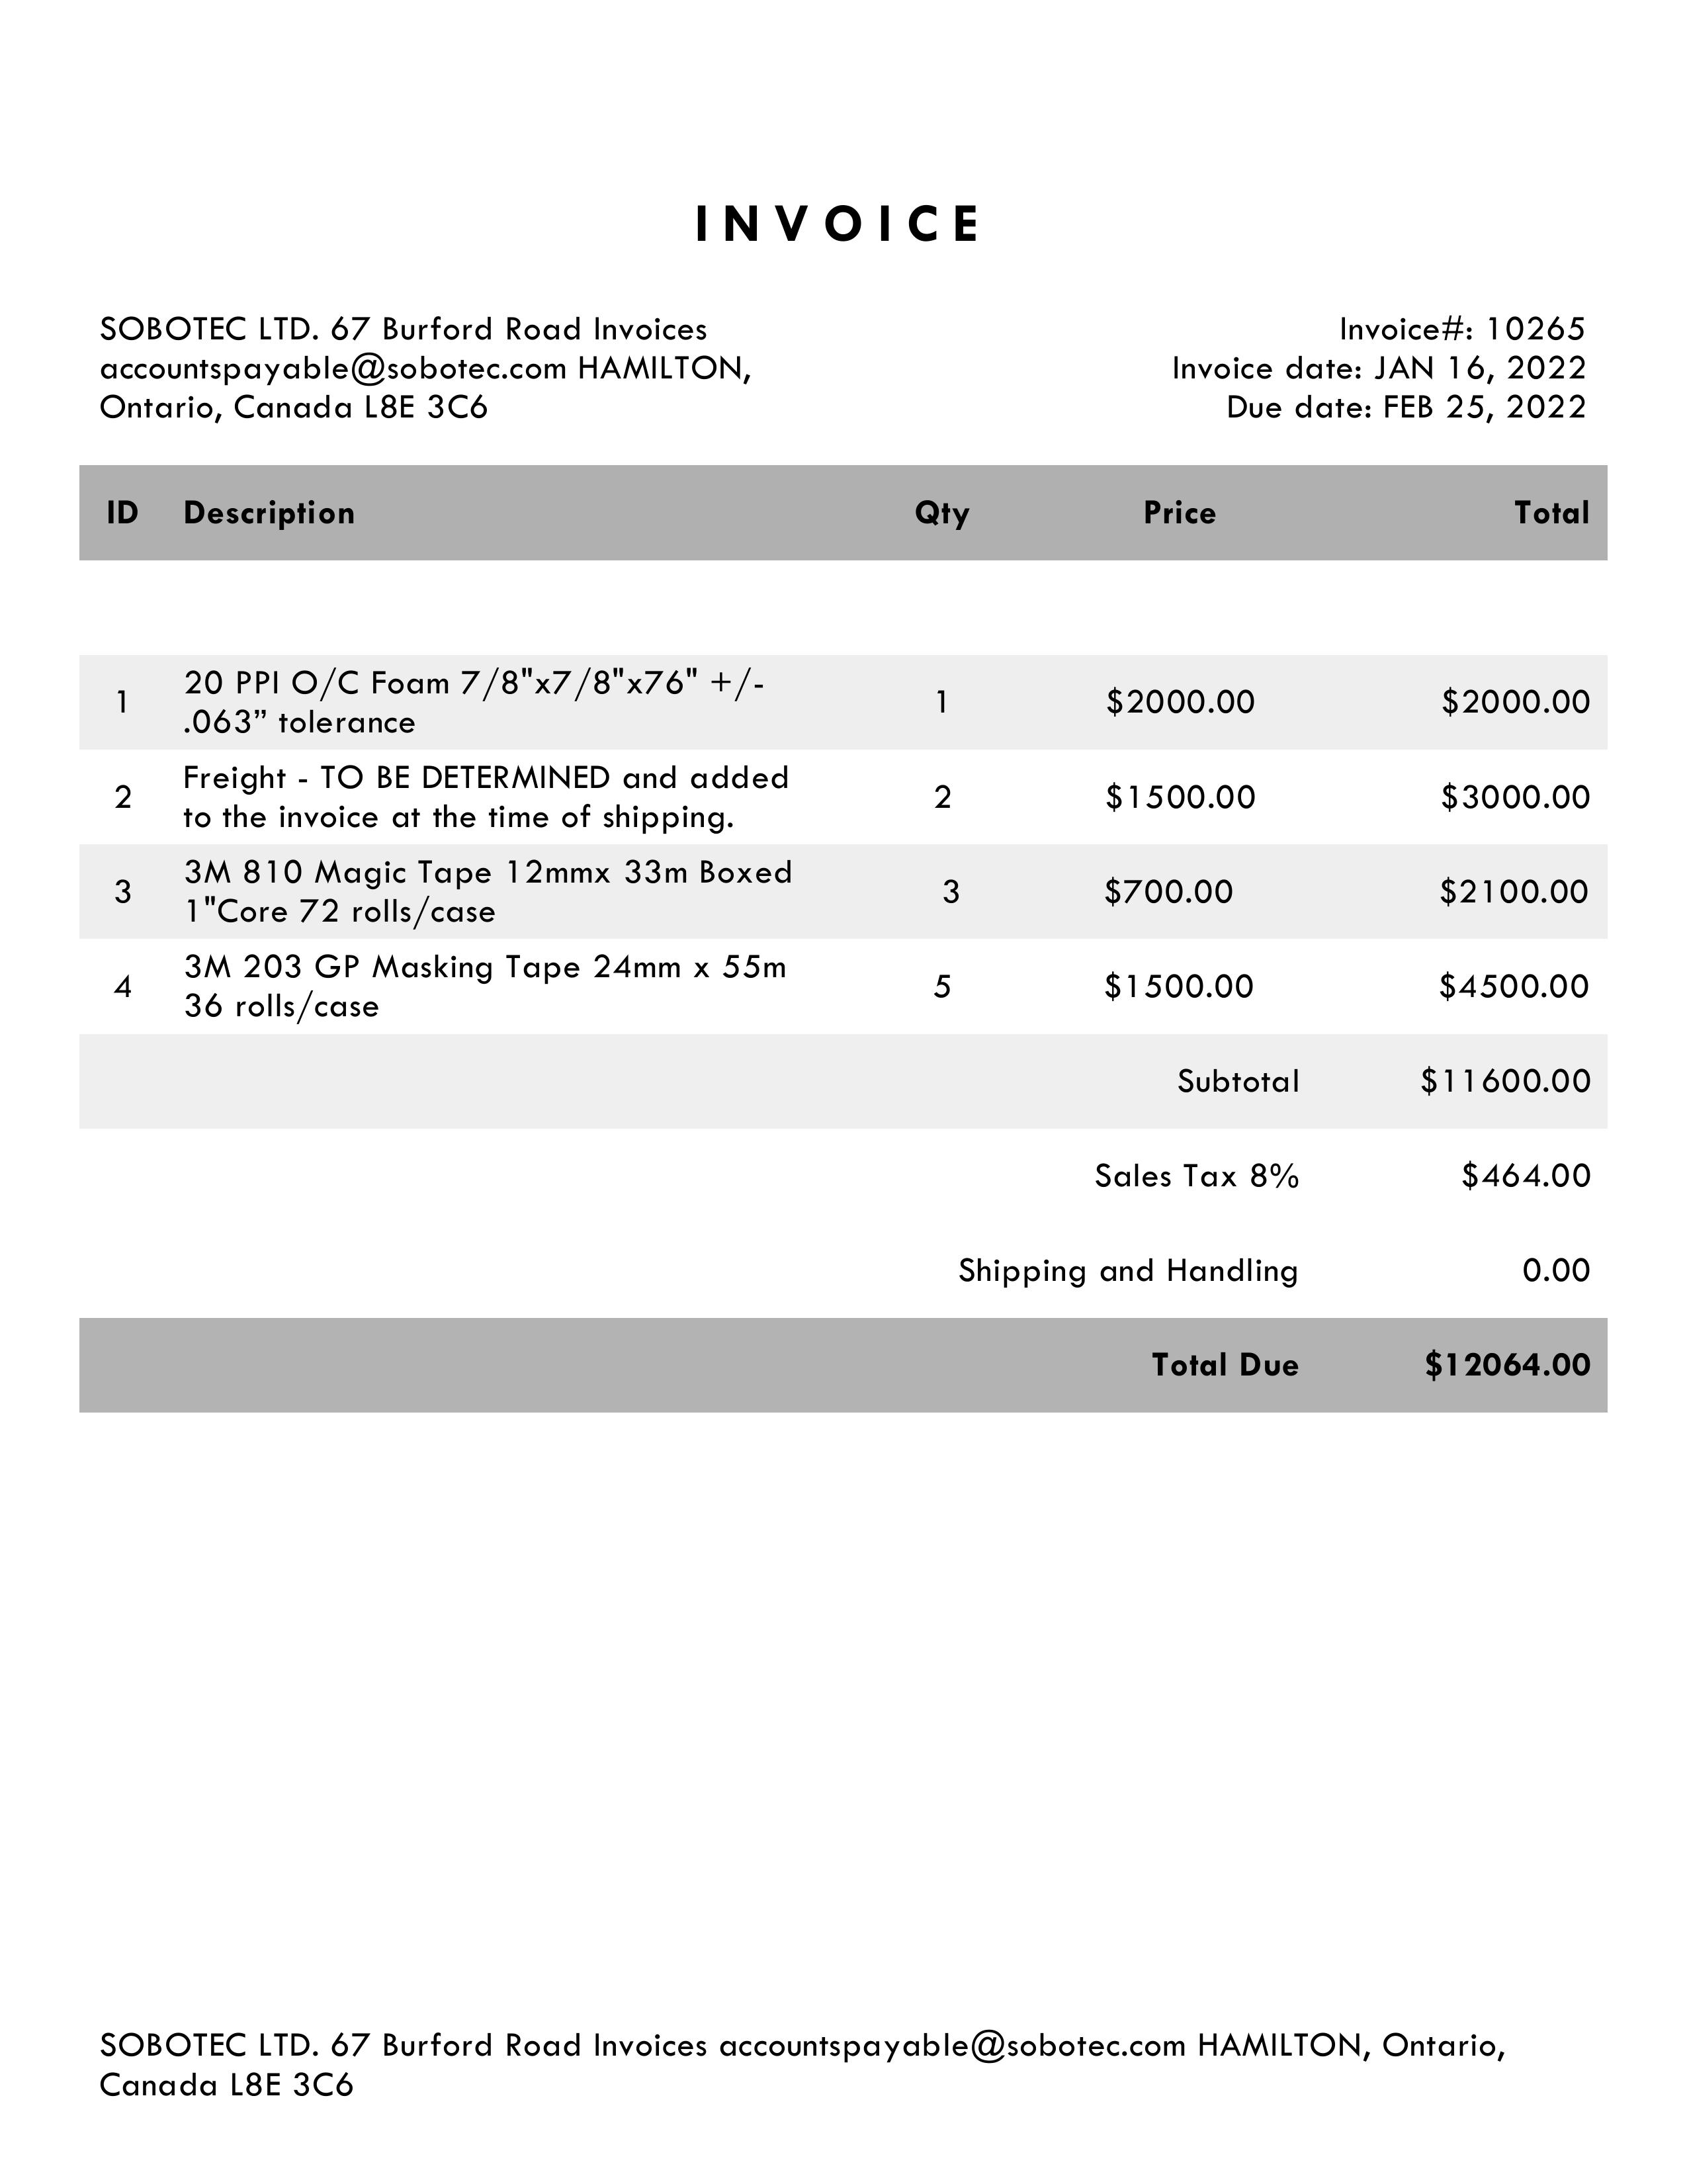 INVOICE
SOBOTEC LTD. 67 Burford Road Invoices
accountspayable@sobotec.com HAMILTON,
Ontario, Canada L8E 3C6
Invoice#: 10265
Invoice date: JAN 16, 2022
Due date: FEB 25, 2022
ID Description Qty Price Total
1 20 PPI O/C Foam 7/8"x7/8"x76" +/- 1 $2000.00 $2000.00
.063” tolerance
2 Freight - TO BE DETERMINED and added 2 $1500.00 $3000.00
to the invoice at the time of shipping.
3 3M 810 Magic Tape 12mmx 33m Boxed 3 $700.00 $2100.00
1"Core 72 rolls/case
4 3M 203 GP Masking Tape 24mm x 55m 5 $1500.00 $4500.00
36 rolls/case
Subtotal $11600.00
Sales Tax 8% $464.00
Shipping and Handling 0.00
Total Due $12064.00
SOBOTEC LTD. 67 Burford Road Invoices accountspayable@sobotec.com HAMILTON, Ontario,
Canada L8E 3C6